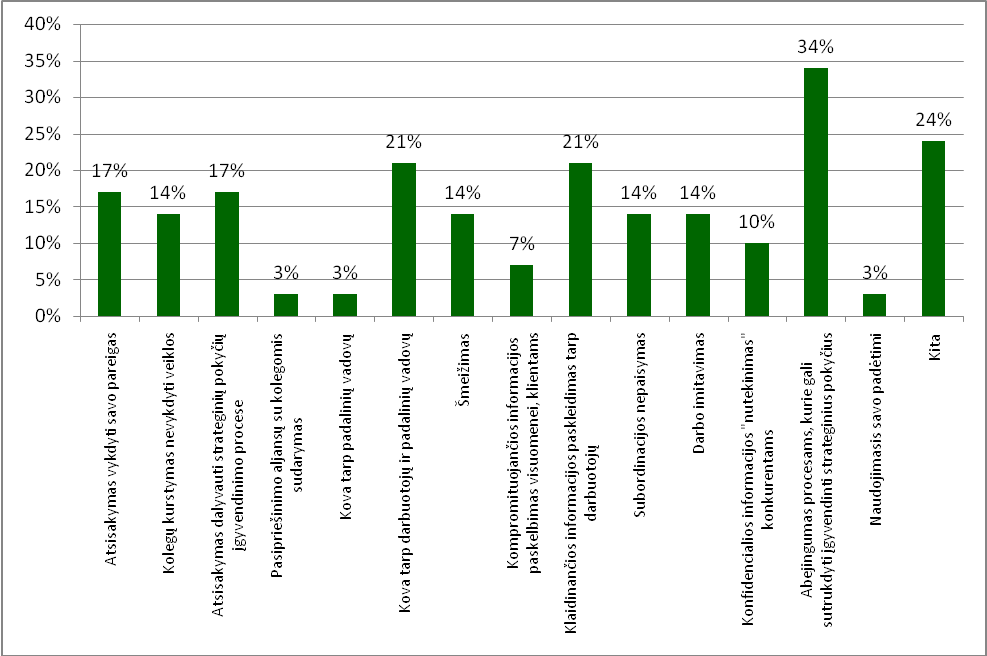 40%
35%
30%
25%
20%
15%
10%
5%
0%
17%
14%
17%
3%
3%
21%
14%
7%
21%
14%
14%
10%
34%
3%
24%
Atsisakymas vykdyti savo pareigas
Kolegų kurstymas nevykdyti veiklos
Atsisakymas dalyvauti strateginių pokyčių
įgyvendinimo procese
Pasipriešinimo aljansų su kolegomis
sudarymas
Kova tarp padalinių vadovų
Kova tarp darbuotojų ir padalinių vadovų
Šmeižimas
Kompromituojančios informacijos
paskelbimas visuomenei, klientams
Klaidinančios informacijos paskleidimas tarp
darbuotojų
Subordinacijos nepaisymas
Darbo imitavimas
Konfidencialios informacijos "nutekinimas"
konkurentams
Abejingumas procesams, kurie gali
sutrukdyti įgyvendinti strateginius pokyčius
Naudojimasis savo padėtimi
Kita